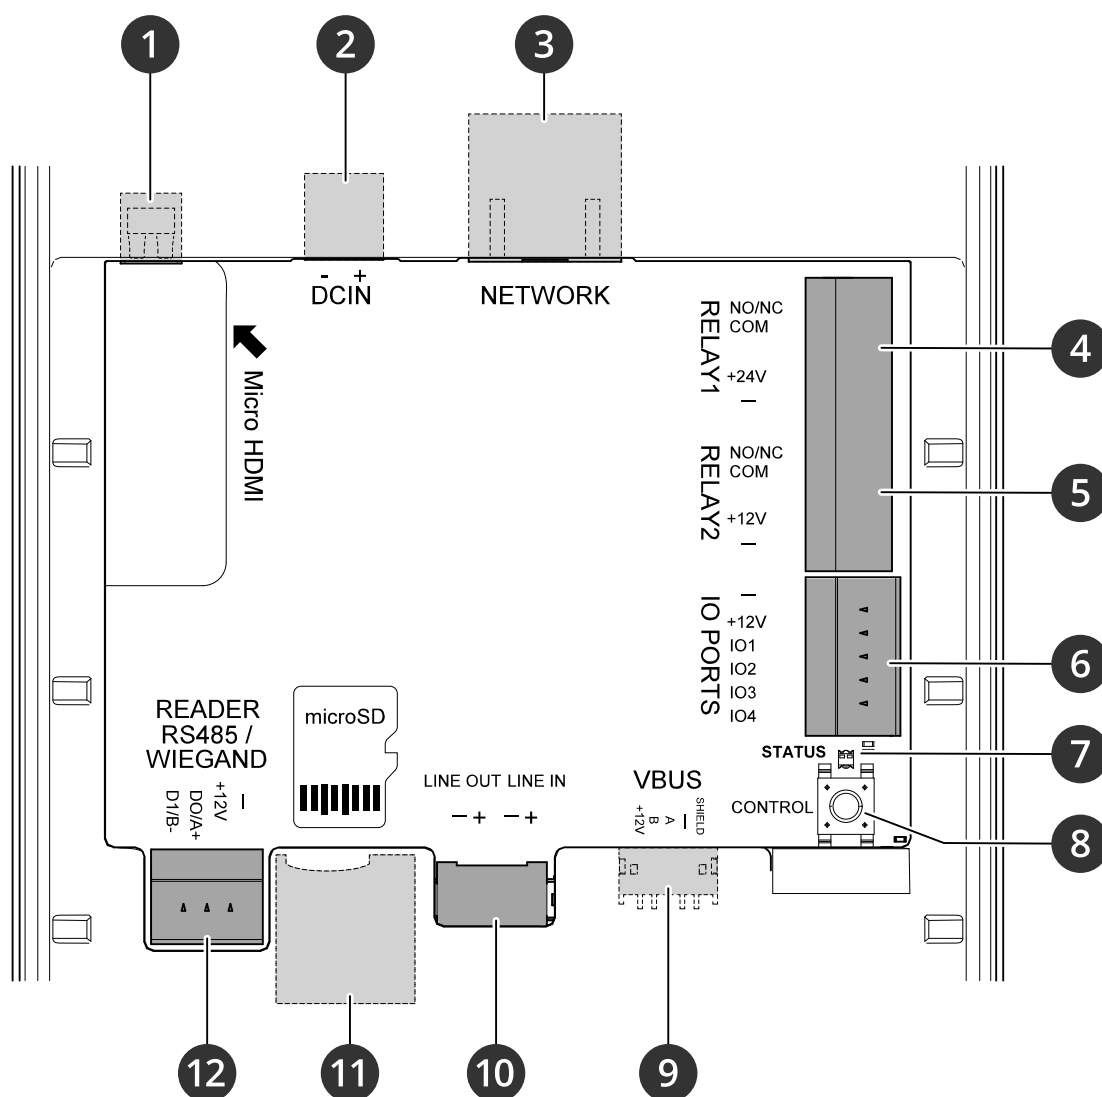 1
2
3
- +
DCIN
NETWORK
Micro HDMI
RELAY1
NO/NC
COM
+24V
—
4
RELAY2
NO/NC
COM
+12V
—
5
IO PORTS
—
+12V
IO1
IO2
IO3
IO4
6
READER
RS485 /
WIEGAND
D1/B-
DO/A+
+12V
—
microSD
LINE OUT LINE IN
— + — +
VBUS
+12V
B
A
—
SHIELD
STATUS
7
CONTROL
8
12
11
10
9